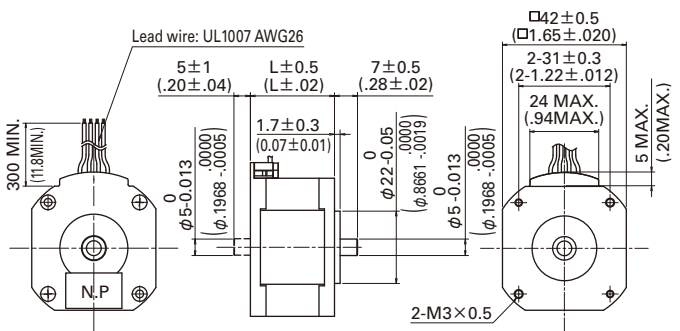 Lead wire: UL1007 AWG26
5±1
(.20±.04)
L±0.5
(L±.02)
7±0.5
(.28±.02)
□42±0.5
(□1.65±.020)
2-31±0.3
(2-1.22±.012)
24 MAX.
(.94MAX.)
5 MAX.
(.20MAX.)
300 MIN.
(11.8MIN.)
1.7±0.3
(0.07±0.01)
0
ϕ5-0.013
(ϕ.1968 -.0005)
.0000
0
ϕ22-0.05
(ϕ.8661 -.0019)
.0000
0
ϕ5-0.013
(ϕ.1968 -.0005)
.0000
N.P
2-M3×0.5